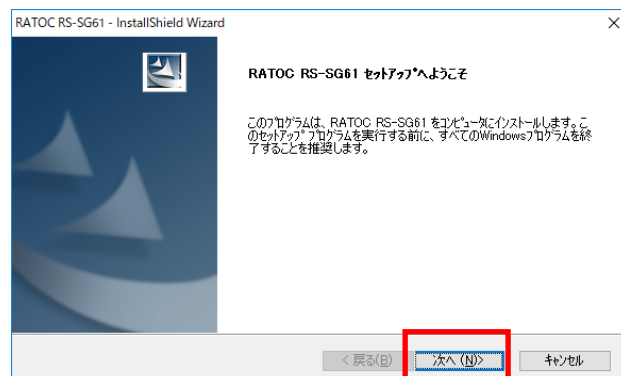 RATOC RS-SG61 - InstallShield Wizard
RATOC RS-SG61 ｾｯﾄｱｯﾌﾟへようこそ
このﾌﾟﾛｸﾞﾗﾑは、RATOC RS-SG61 をｺﾝﾋﾟｭｰﾀにｲﾝｽﾄｰﾙします。こ
のｾｯﾄｱｯﾌﾟ ﾌﾟﾛｸﾞﾗﾑを実行する前に、すべてのWindowsﾌﾟﾛｸﾞﾗﾑを終
了することを推奨します。
< 戻る(B)
次へ (N)>
ｷｬﾝｾﾙ